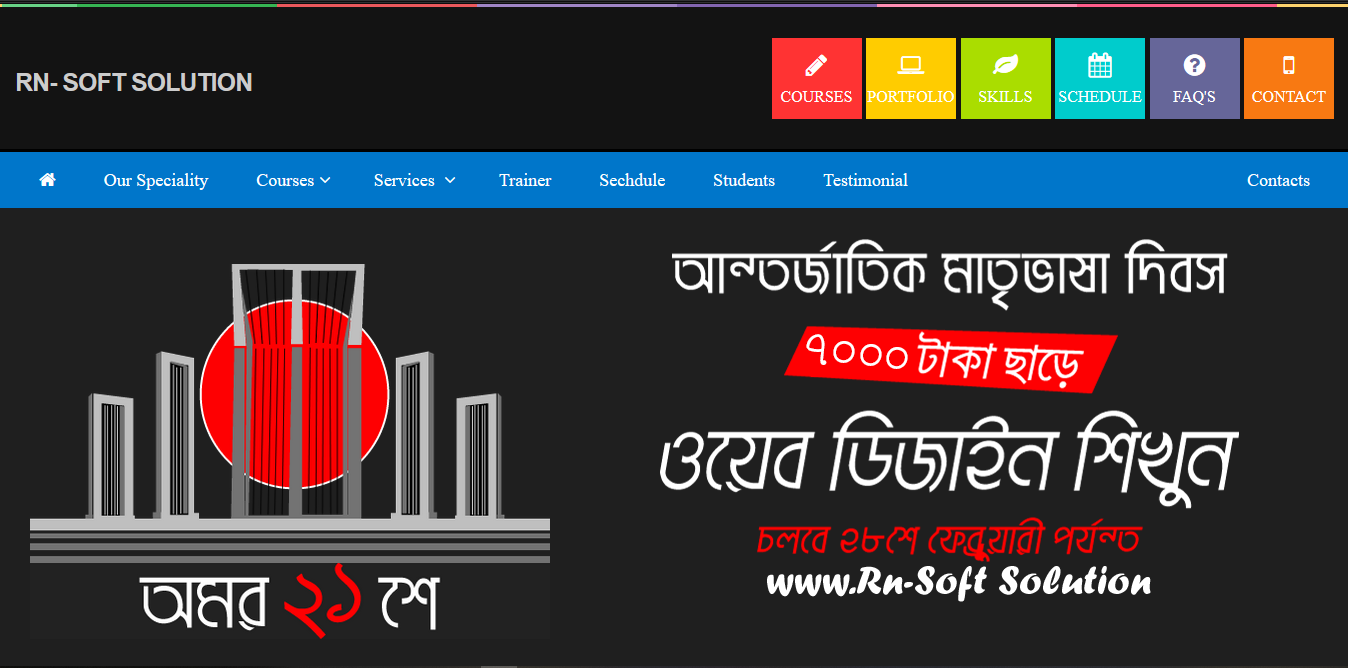 RN- SOFT SOLUTION
COURSES PORTFOLIO SKILLS SCHEDULE FAQ'S CONTACT
Our Speciality Courses Services Trainer Sechdule Students Testimonial Contacts
আন্তর্জাতিক মাতৃভাষা দিবস
৭০০০ টাকা ছাড়ে
ওয়েব ডিজাইন শিখুন
চলবে ২৮শে ফেব্রুয়ারী পর্যন্ত
www.Rn-Soft Solution
অমর ২১ শে